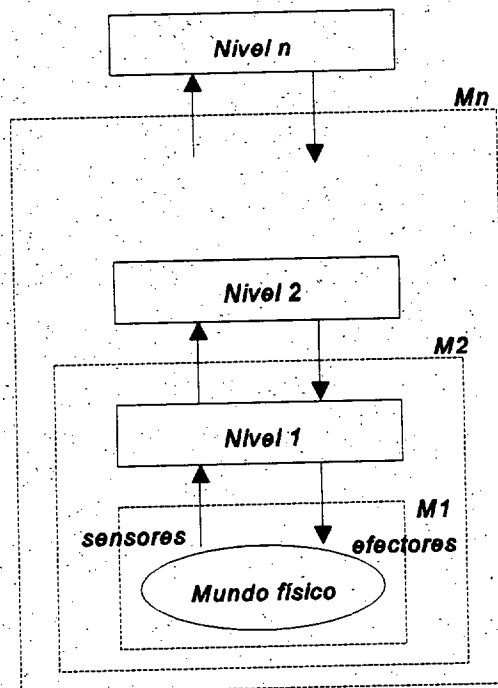 Nivel n
Mn
Nivel 2
M2
Nivel 1
M1
sensores
efectores
Mundo físico